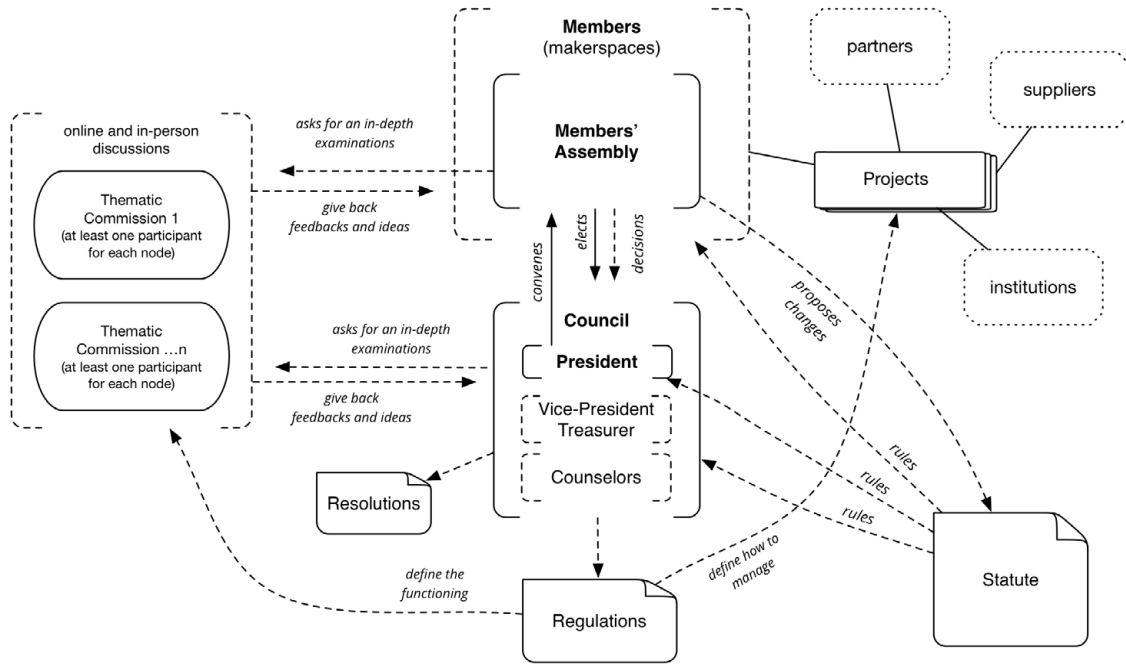 Members
(makerspaces)
Members'
Assembly
partners
suppliers
Projects
institutions
online and in-person
discussions
Thematic
Commission 1
(at least one participant
for each node)
Thematic
Commission ...n
(at least one participant
for each node)
asks for an in-depth
examinations
give back
feedbacks and ideas
asks for an in-depth
examinations
give back
feedbacks and ideas
convenes
elects
decisions
proposes
changes
Council
President
Vice-President
Treasurer
Counselors
Resolutions
rules
rules
rules
define the
functioning
define how to
manage
Regulations
Statute